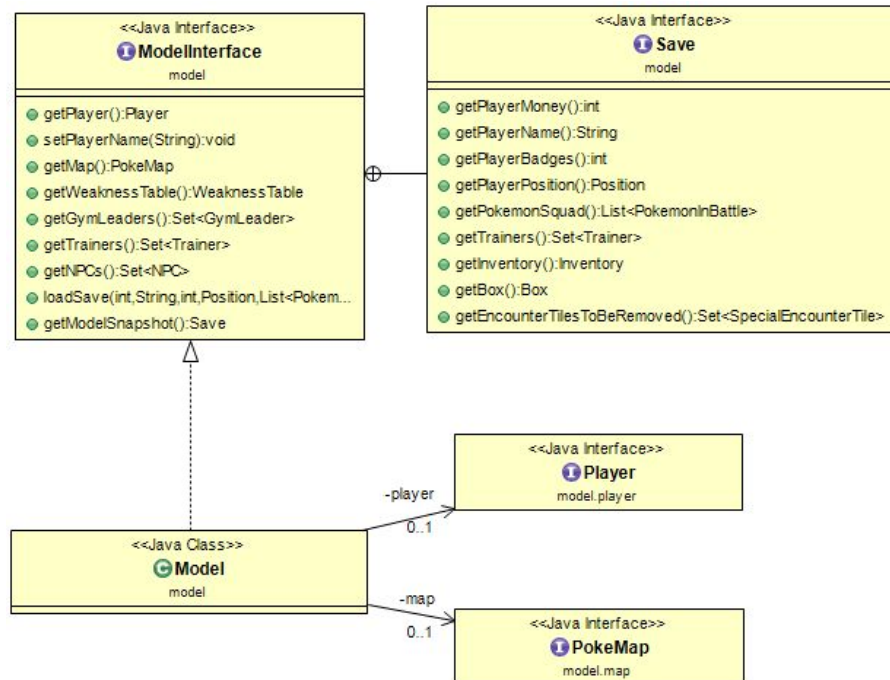 <<Java Interface>>
ModelInterface
model
getPlayer():Player
setPlayerName(String):void
getMap():PokeMap
getWeaknessTable():WeaknessTable
getGymLeaders():Set<GymLeader>
getTrainers():Set<Trainer>
getNPCs():Set<NPC>
loadSave(int,String,int,Position,List<Pokem...
getModelSnapshot():Save
<<Java Interface>>
Save
model
getPlayerMoney():int
getPlayerName():String
getPlayerBadges():int
getPlayerPosition():Position
getPokemonSquad():List<PokemonInBattle>
getTrainers():Set<Trainer>
getInventory():Inventory
getBox():Box
getEncounterTilesToBeRemoved():Set<SpecialEncounterTile>
<<Java Interface>>
Player
model.player
-player
0..1
<<Java Class>>
Model
model
-map
0..1
<<Java Interface>>
PokeMap
model.map